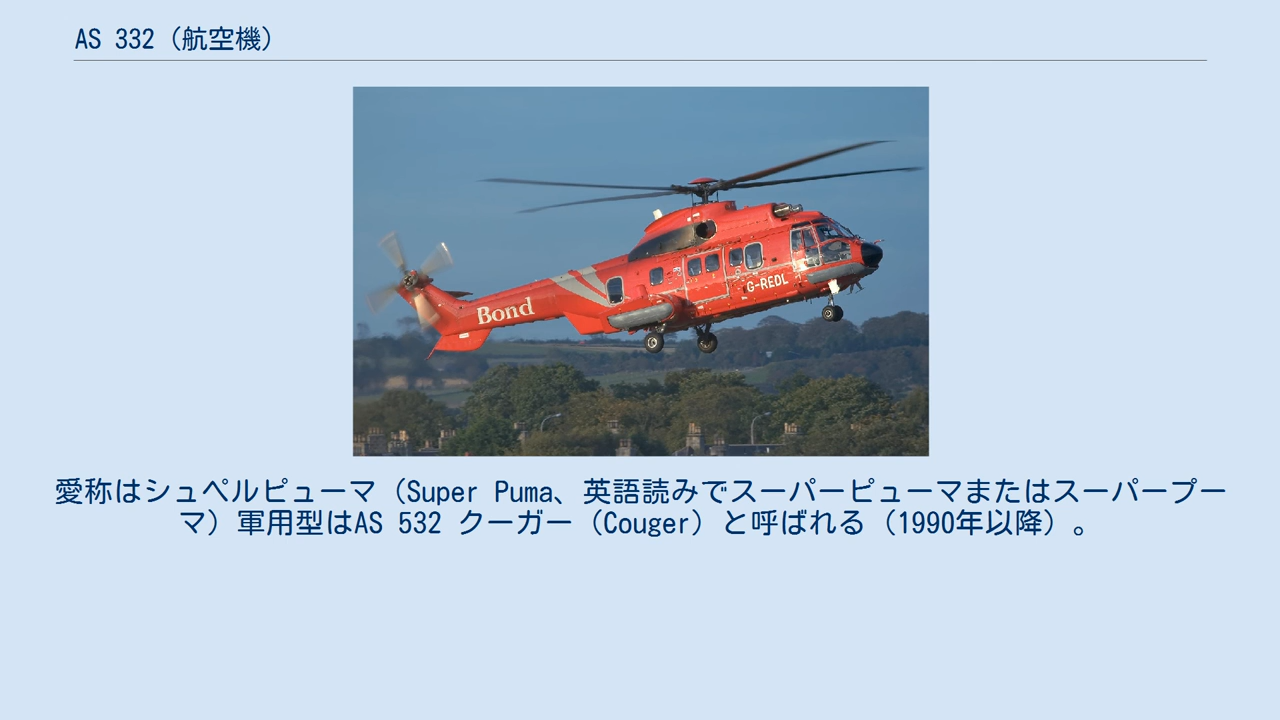 AS 332（航空機）
Bond
G-REDL
愛称はシュペルピューマ（Super Puma、英語読みでスーパーピューマまたはスーパープー
マ）軍用型はAS 532 クーガー（Couger）と呼ばれる（1990年以降）。